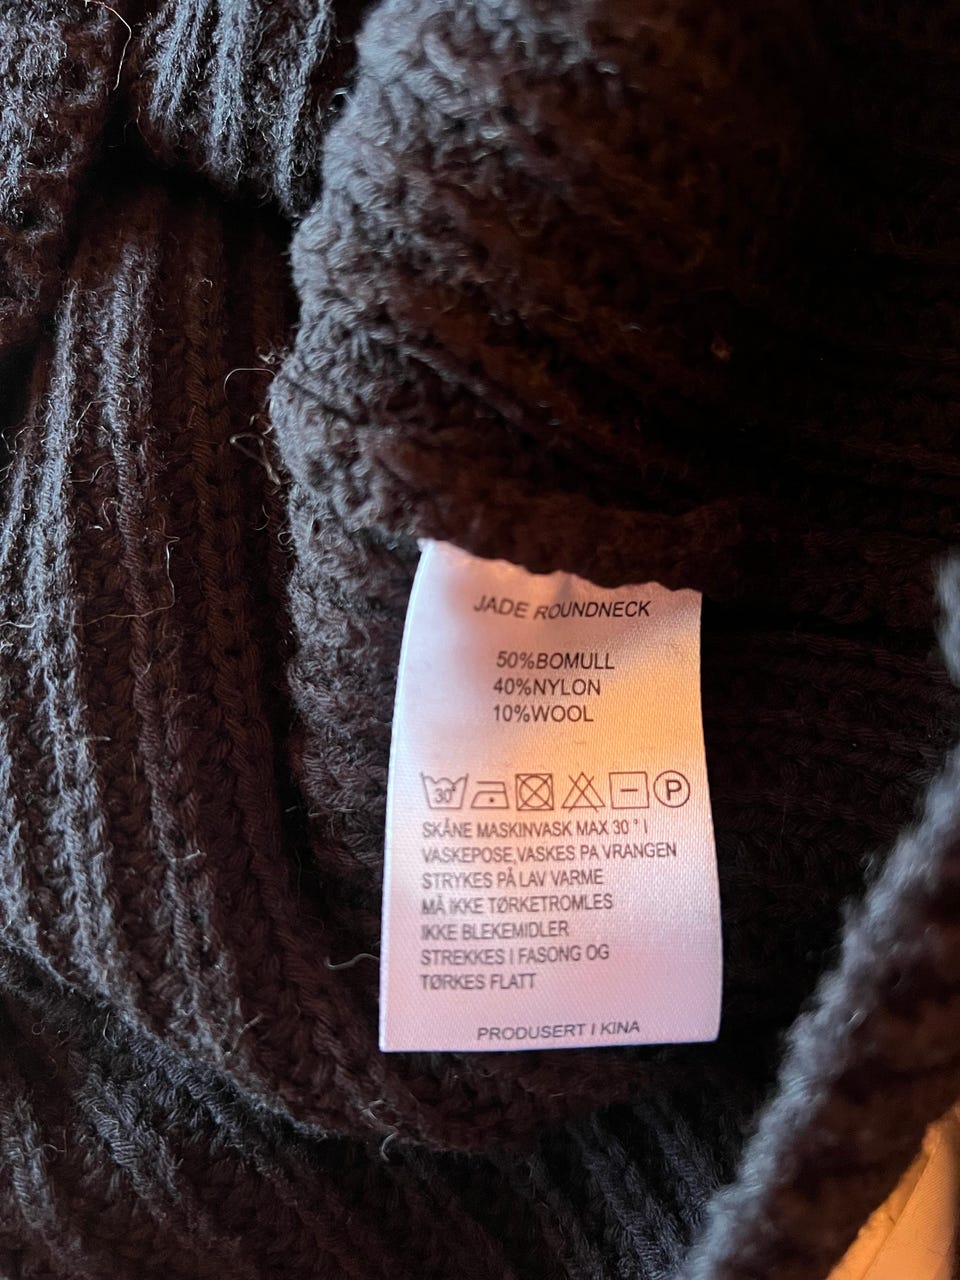 JADE ROUNDNECK
50%BOMULL
40%NYLON
10%WOOL
30° P
SKÅNE MASKINVASK MAX 30° I
VASKEPOSE,VASKES PA VRANGEN
STRYKES PÅ LAV VARME
MÅ IKKE TØRKETROMLES
IKKE BLEKEMIDLER
STREKKES I FASONG OG
TØRKES FLATT
PRODUSERT I KINA